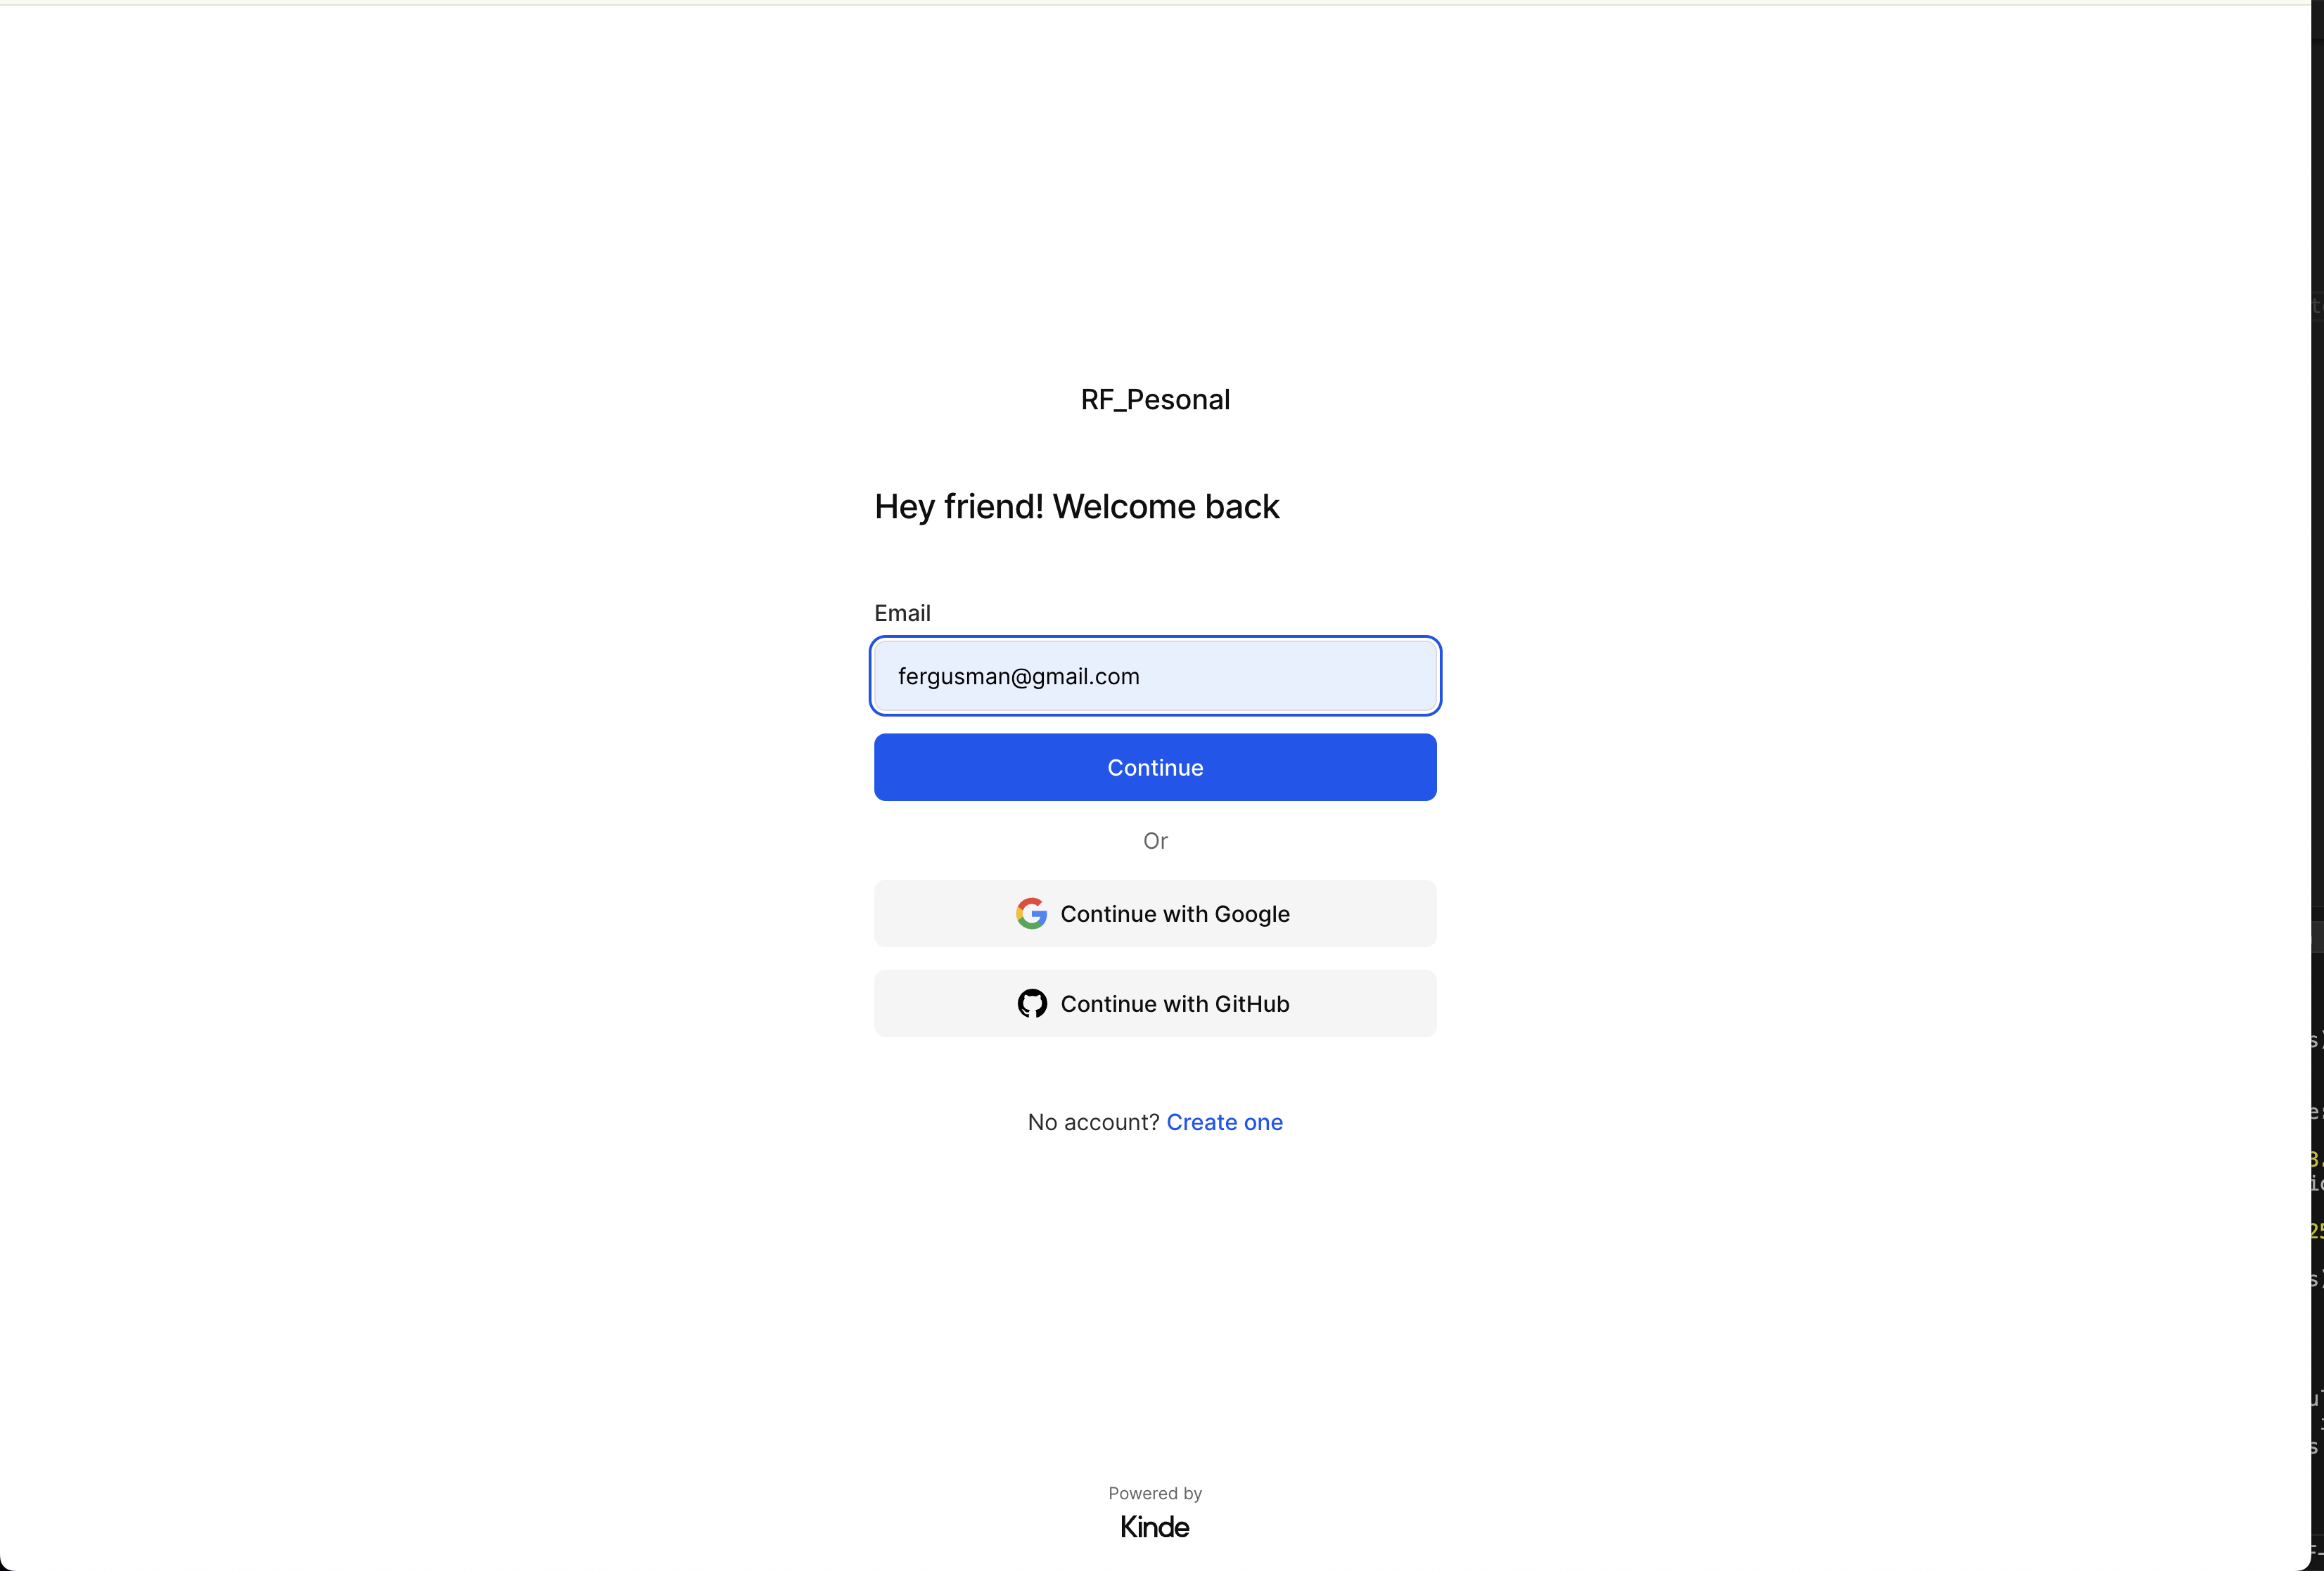 RF_Pesonal
Hey friend! Welcome back
Email
fergusman@gmail.com
Continue
Or
Continue with Google
Continue with GitHub
No account? Create one
Powered by
Kinde